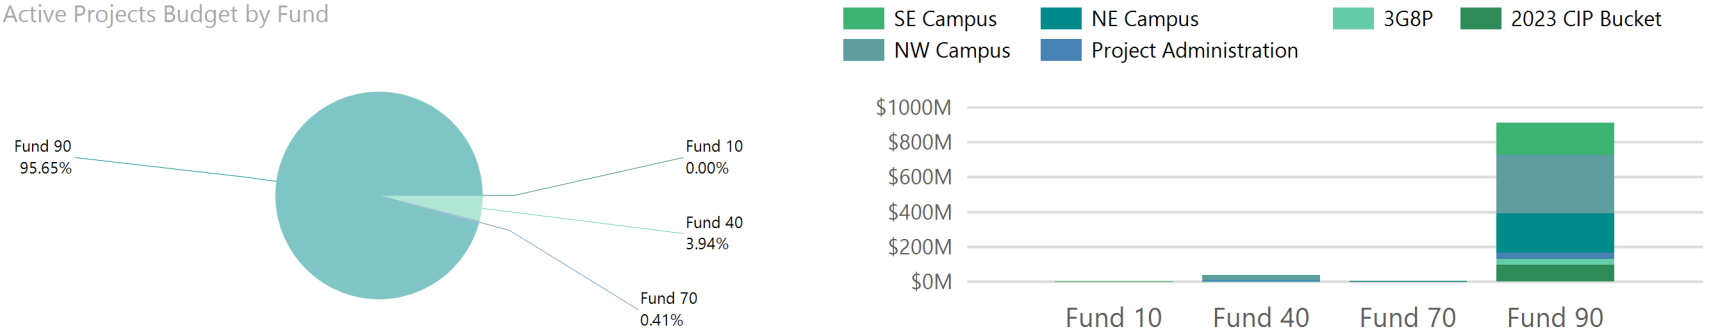 Active Projects Budget by Fund
Fund 90
95.65%
Fund 10
0.00%
Fund 40
3.94%
Fund 70
0.41%
SE Campus NE Campus 3G8P 2023 CIP Bucket
NW Campus Project Administration
$1000M
$800M
$600M
$400M
$200M
$0M
Fund 10 Fund 40 Fund 70 Fund 90